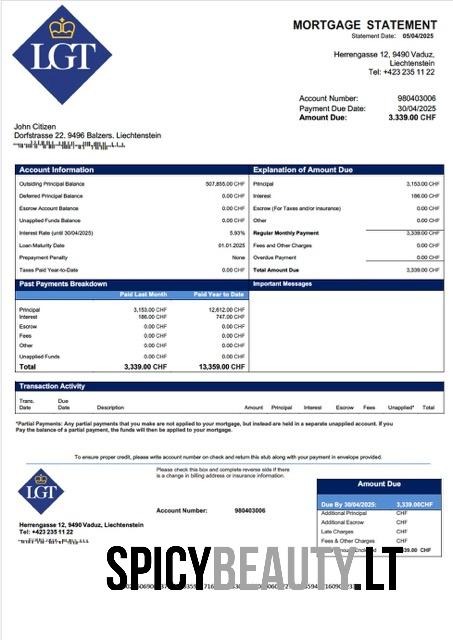 LGT
MORTGAGE STATEMENT
Statement Date: 05/04/2025
Herrengasse 12, 9490 Vaduz,
Liechtenstein
Tel: +423 235 11 22
Account Number: 980403006
Payment Due Date: 30/04/2025
Amount Due: 3.339.00 CHF
John Citizen
Dorfstrasse 22, 9496 Balzers, Liechtenstein
Account Information
Outstanding Principal Balance 507,855.00 CHF
Deferred Principal Balance 0.00 CHF
Escrow Account Balance 0.00 CHF
Unapplied Funds Balance 0.00 CHF
Interest Rate (until 30/04/2025) 5.93%
Loan Maturity Date 01.01.2025
Prepayment Penalty None
Taxes Paid Year-to-Date 0.00 CHF
Explanation of Amount Due
Principal 3,153.00 CHF
Interest 186.00 CHF
Escrow (For Taxes and/or insurance) 0.00 CHF
Other 0.00 CHF
Regular Monthly Payment 3,339.00 CHF
Fees and Other Charges 0.00 CHF
Overdue Payment 0.00 CHF
Total Amount Due 3,339.00 CHF
Past Payments Breakdown
Paid Last Month Paid Year to Date
Principal 3,153.00 CHF 12,612.00 CHF
Interest 186.00 CHF 747.00 CHF
Escrow 0.00 CHF 0.00 CHF
Fees 0.00 CHF 0.00 CHF
Other 0.00 CHF 0.00 CHF
Unapplied Funds 0.00 CHF 0.00 CHF
Total 3,339.00 CHF 13,359.00 CHF
Important Messages
Transaction Activity
Trans. Date Due Date Description Amount Principal Interest Escrow Fees Unapplied* Total
*Partial Payments: Any partial payments that you make are not applied to your mortgage, but instead are held in a separate unapplied account. If you
Pay the balance of a partial payment, the funds will then be applied to your mortgage.
To ensure proper credit, please write account number on check and return this stub along with your payment in envelope provided.
LGT
Please check this box and complete reverse side if there
is a change in billing address or insurance information.
Account Number: 980403006
Herrengasse 12, 9490 Vaduz, Liechtenstein
Tel: +423 235 11 22
Amount Due
Due By 30/04/2025: 3,339.00CHF
Additional Principal CHF
Additional Escrow CHF
Late Charges CHF
Fees & Other Charges CHF
SPICYBEAUTY.LT